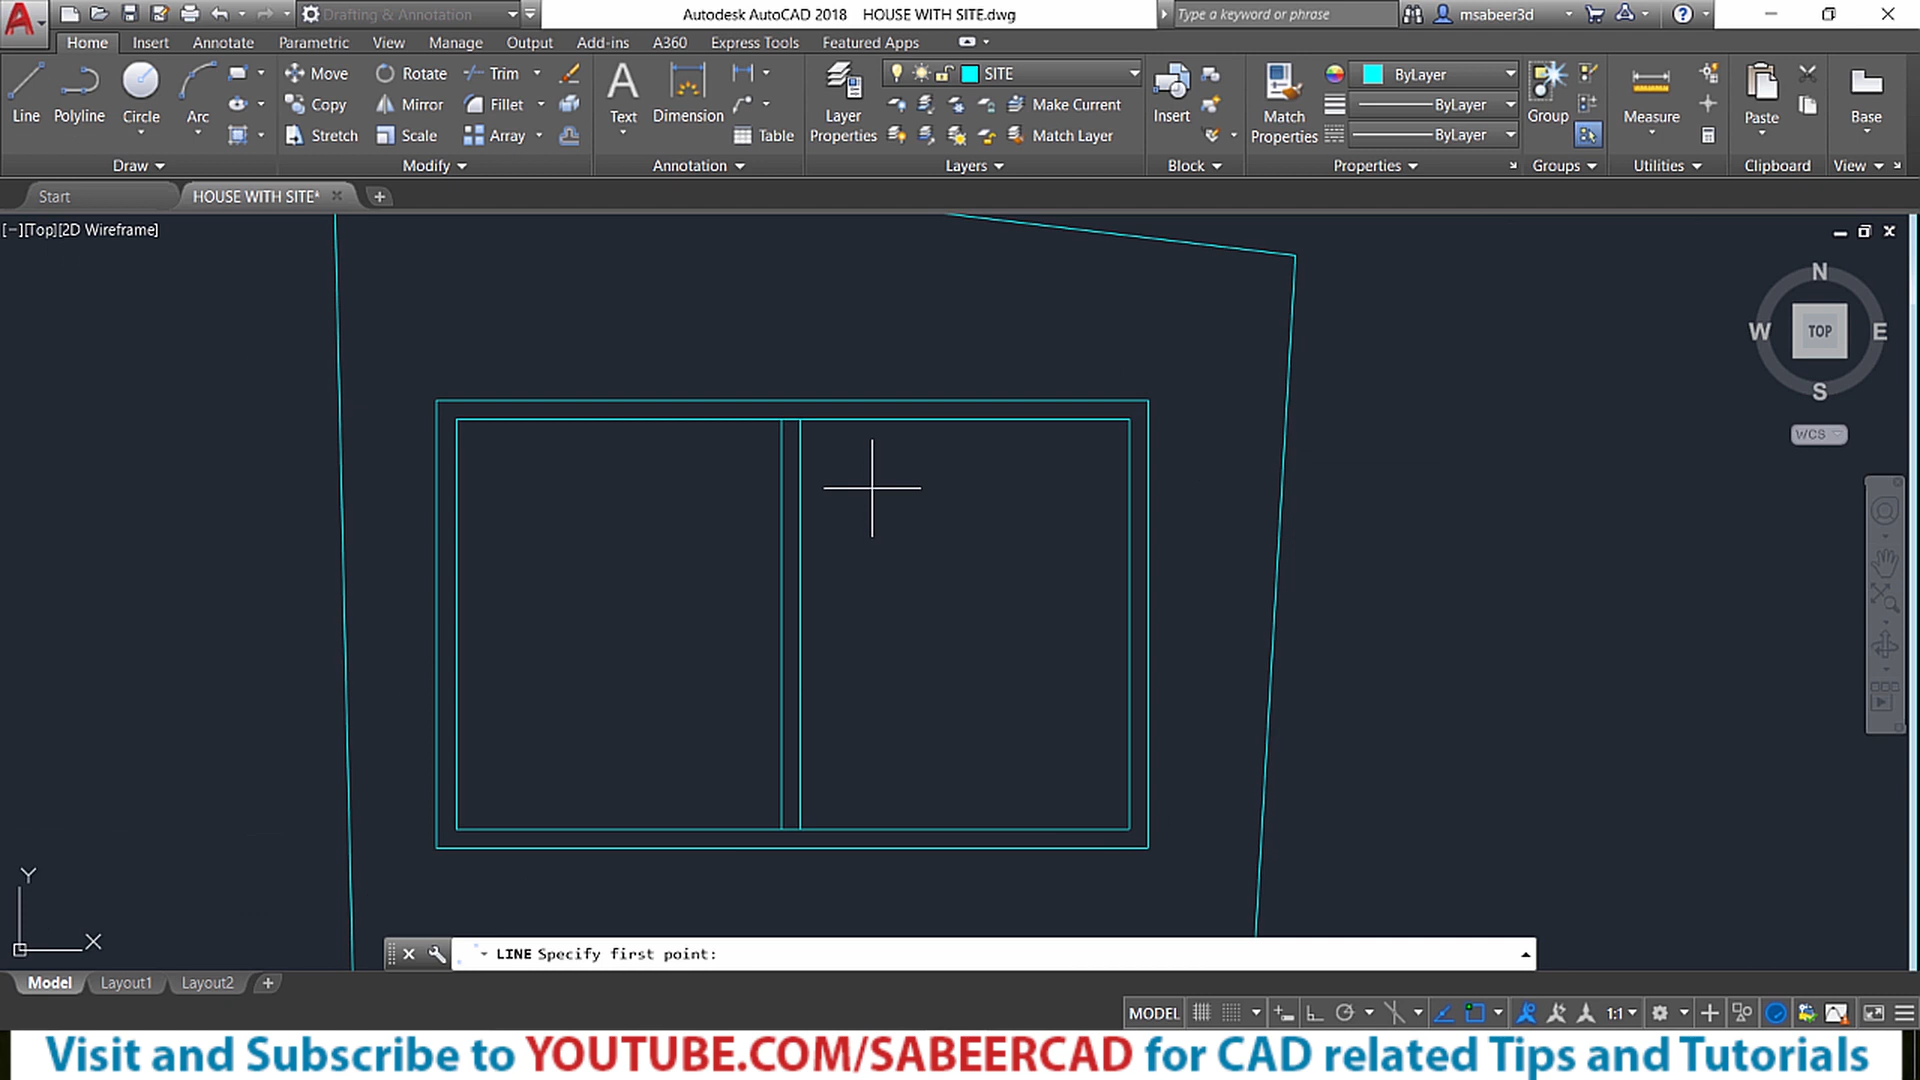 Drafting & Annotation
Autodesk AutoCAD 2018 HOUSE WITH SITE.dwg
Type a keyword or phrase
msabeer3d
Home Insert Annotate Parametric View Manage Output Add-ins A360 Express Tools Featured Apps
Line Polyline Circle Arc
Move Rotate Trim
Copy Mirror Fillet
Stretch Scale Array
Text Dimension Table
Layer Properties
SITE
Make Current
Match Layer
Insert
Match Properties
ByLayer
ByLayer
ByLayer
Group Measure Paste Base
Draw Modify Annotation Layers Block Properties Groups Utilities Clipboard View
Start HOUSE WITH SITE*
[−][Top][2D Wireframe]
N
W TOP E
S
WCS
Y
X
LINE Specify first point:
Model Layout1 Layout2
MODEL 1:1
Visit and Subscribe to YOUTUBE.COM/SABEERCAD for CAD related Tips and Tutorials